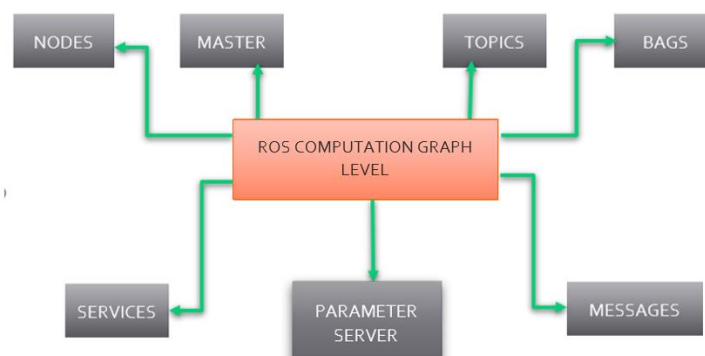 NODES
MASTER
TOPICS
BAGS
ROS COMPUTATION GRAPH
LEVEL
SERVICES
PARAMETER
SERVER
MESSAGES